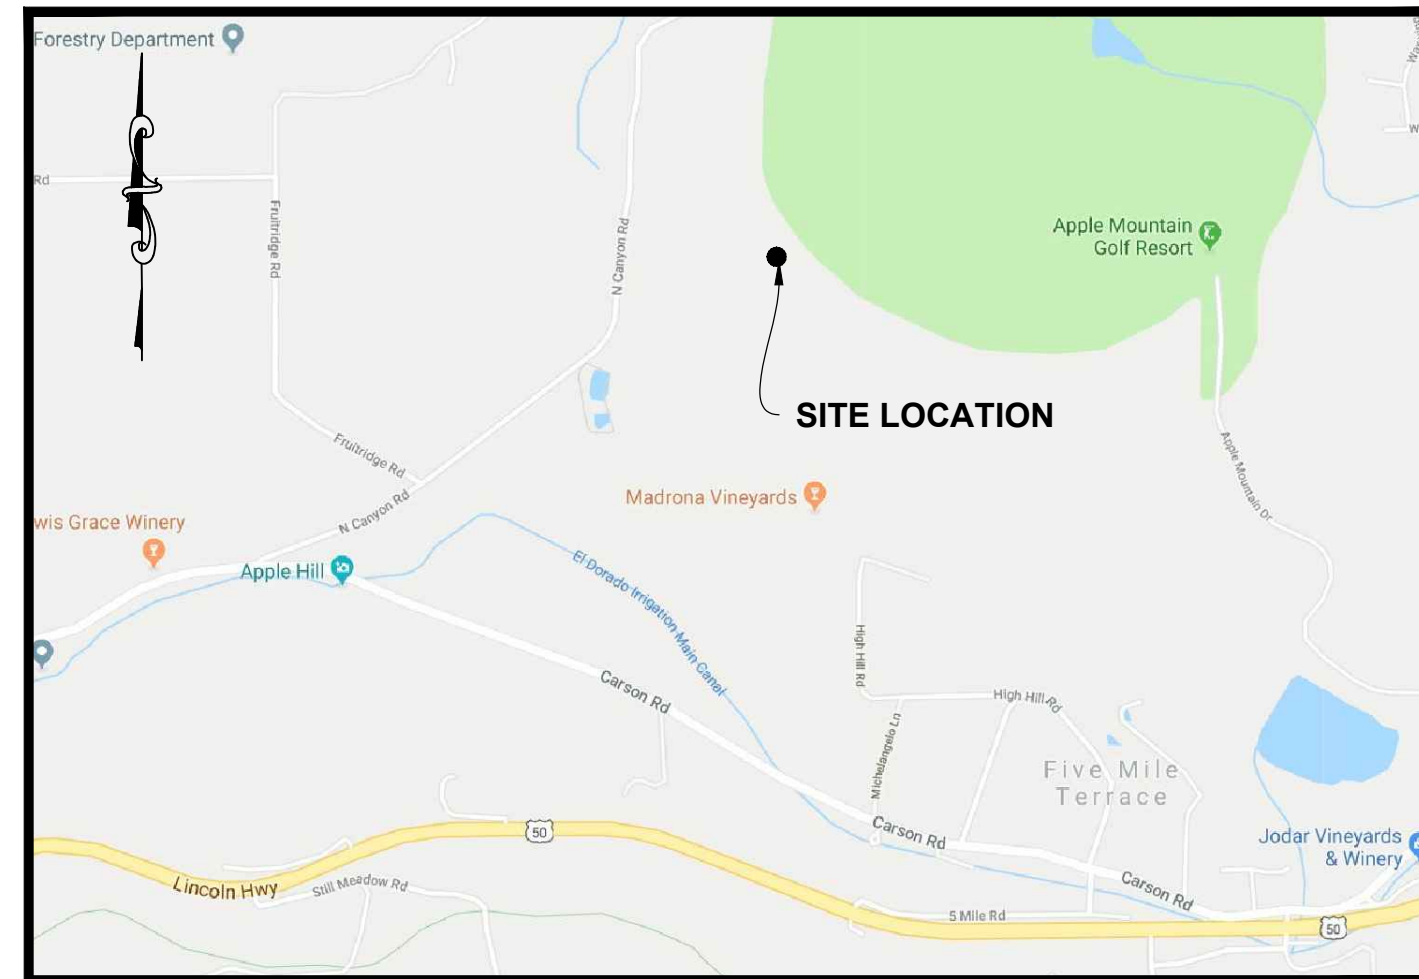 Forestry Department
Rd
Fruitridge Rd
N Canyon Rd
Apple Mountain
Golf Resort
SITE LOCATION
Fruitridge Rd
Apple Mountain Dr
Madrona Vineyards
N Canyon Rd
wis Grace Winery
Apple Hill
El Dorado Irrigation Main Canal
High Hill Rd
Carson Rd
High Hill Rd
Michelangelo Ln
Five Mile
Terrace
50
Carson Rd
Jodar Vineyards
& Winery
Lincoln Hwy
Still Meadow Rd
Carson Rd
5 Mile Rd
50